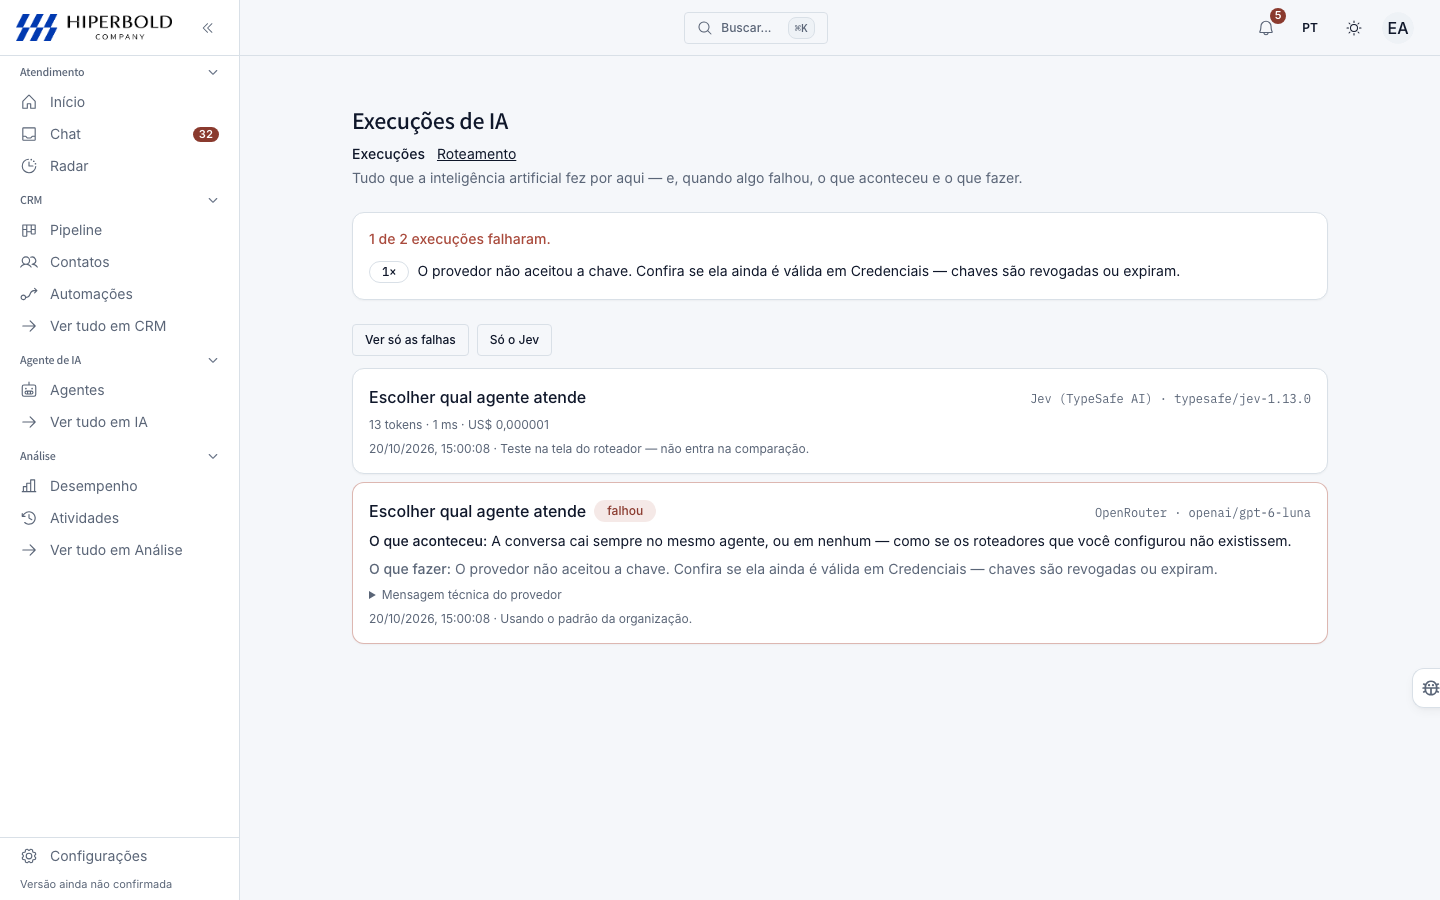 HIPERBOLD
COMPANY
Buscar...
⌘K
5
PT
EA
Atendimento
Início
Chat
32
Radar
CRM
Pipeline
Contatos
Automações
Ver tudo em CRM
Agente de IA
Agentes
Ver tudo em IA
Análise
Desempenho
Atividades
Ver tudo em Análise
Configurações
Versão ainda não confirmada
Execuções de IA
Execuções Roteamento
Tudo que a inteligência artificial fez por aqui — e, quando algo falhou, o que aconteceu e o que fazer.
1 de 2 execuções falharam.
1× O provedor não aceitou a chave. Confira se ela ainda é válida em Credenciais — chaves são revogadas ou expiram.
Ver só as falhas Só o Jev
Escolher qual agente atende Jev (TypeSafe AI) · typesafe/jev-1.13.0
13 tokens · 1 ms · US$ 0,000001
20/10/2026, 15:00:08 · Teste na tela do roteador — não entra na comparação.
Escolher qual agente atende falhou OpenRouter · openai/gpt-6-luna
O que aconteceu: A conversa cai sempre no mesmo agente, ou em nenhum — como se os roteadores que você configurou não existissem.
O que fazer: O provedor não aceitou a chave. Confira se ela ainda é válida em Credenciais — chaves são revogadas ou expiram.
Mensagem técnica do provedor
20/10/2026, 15:00:08 · Usando o padrão da organização.